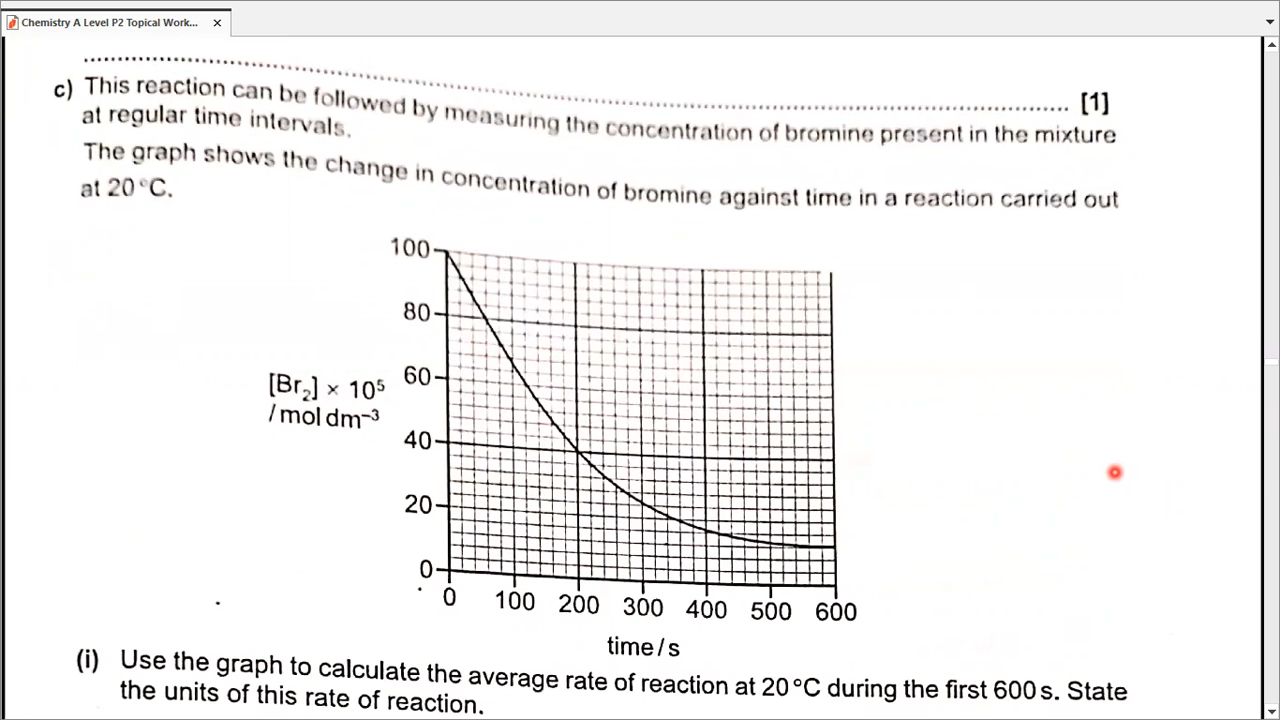 Chemistry A Level P2 Topical Work...
[1]
c) This reaction can be followed by measuring the concentration of bromine present in the mixture
at regular time intervals.
The graph shows the change in concentration of bromine against time in a reaction carried out
at 20 °C.
100
80
60
[Br₂] × 10⁵
/ mol dm⁻³
40
20
0
0 100 200 300 400 500 600
time / s
(i) Use the graph to calculate the average rate of reaction at 20 °C during the first 600 s. State
the units of this rate of reaction.